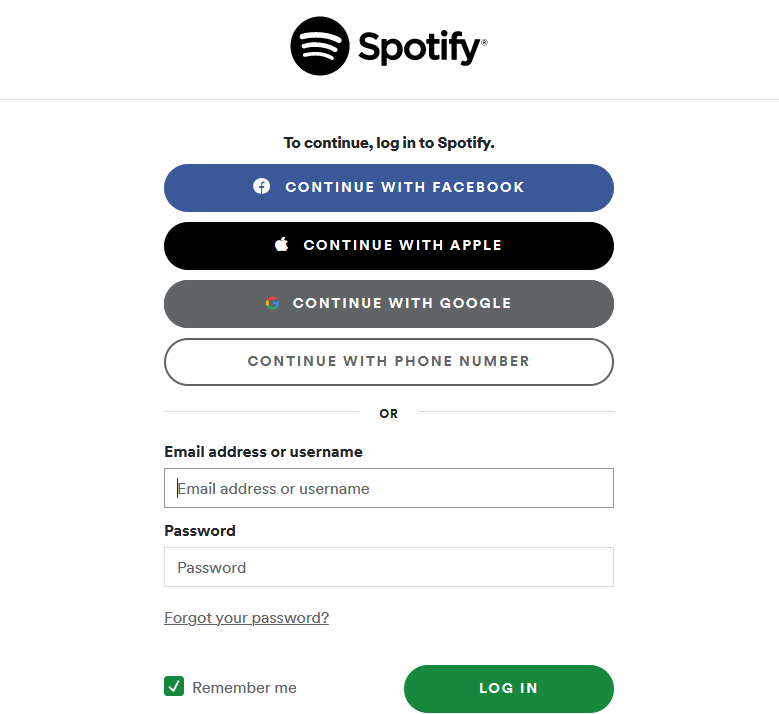 Spotify®
To continue, log in to Spotify.
CONTINUE WITH FACEBOOK
CONTINUE WITH APPLE
CONTINUE WITH GOOGLE
CONTINUE WITH PHONE NUMBER
OR
Email address or username
Email address or username
Password
Password
Forgot your password?
Remember me
LOG IN